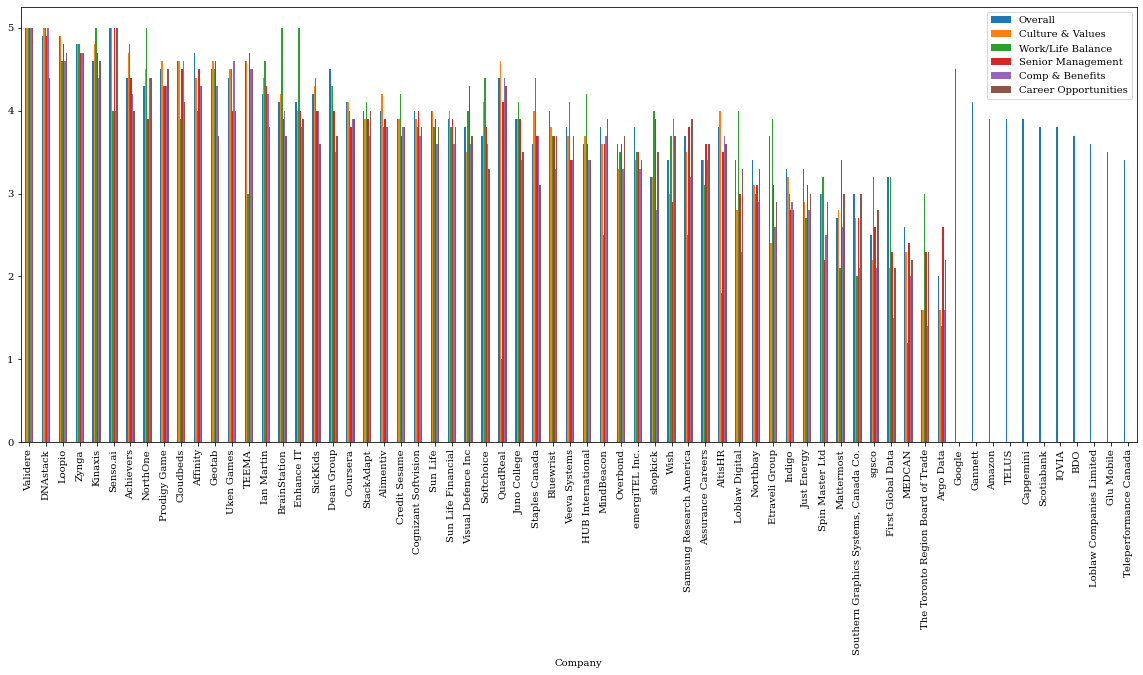 Overall
Culture & Values
Work/Life Balance
Senior Management
Comp & Benefits
Career Opportunities
5
4
3
2
1
0
Validere
DNAstack
Loopio
Zynga
Kinaxis
Senso.ai
Achievers
NorthOne
Prodigy Game
Cloudbeds
Affinity
Geotab
Uken Games
TEEMA
Ian Martin
BrainStation
Enhance IT
SickKids
Dean Group
Coursera
StackAdapt
Alimentiv
Credit Sesame
Cognizant Softvision
Sun Life
Sun Life Financial
Visual Defence Inc
Softchoice
QuadReal
Juno College
Staples Canada
Bluewrist
Veeva Systems
HUB International
MindBeacon
Overbond
emergiTEL Inc.
shopkick
Wish
Samsung Research America
Assurance Careers
AltisHR
Loblaw Digital
Northbay
Etraveli Group
Indigo
Just Energy
Spin Master Ltd
Mattermost
Southern Graphics Systems, Canada Co.
sgsco
First Global Data
MEDCAN
The Toronto Region Board of Trade
Argo Data
Google
Gannett
Amazon
TELUS
Capgemini
Scotiabank
IQVIA
BDO
Loblaw Companies Limited
Glu Mobile
Teleperformance Canada
Company